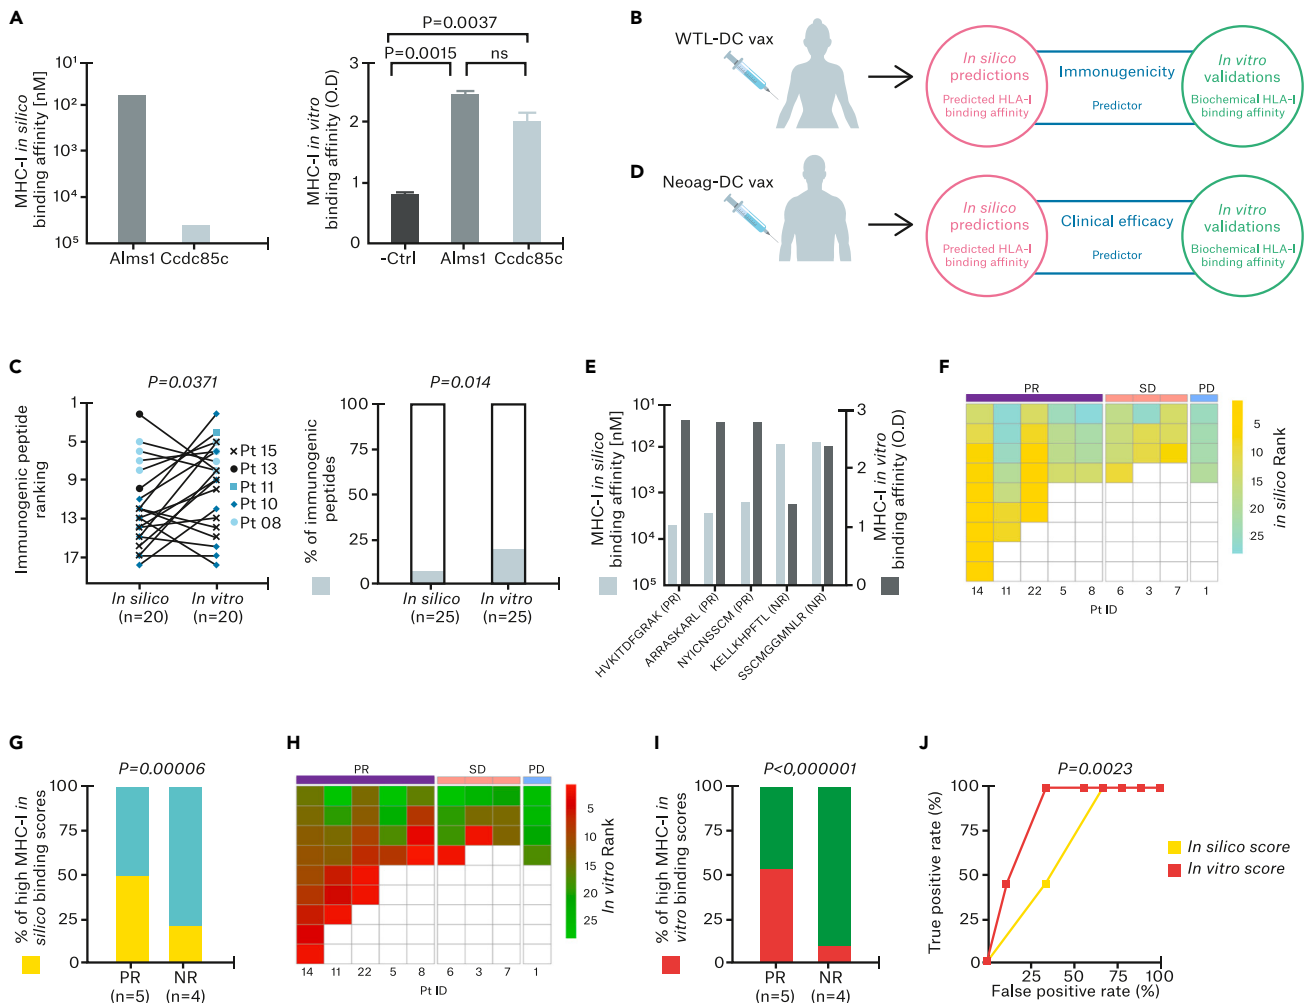 A
MHC-I in silico
binding affinity [nM]
10¹
10²
10³
10⁴
10⁵
Alms1 Ccdc85c
MHC-I in vitro
binding affinity (O.D)
P=0.0037
P=0.0015
ns
3
2
1
0
-Ctrl
Alms1
Ccdc85c
B
WTL-DC vax
In silico
predictions
Predicted HLA-I
binding affinity
Immonugenicity
Predictor
In vitro
validations
Biochemical HLA-I
binding affinity
D
Neoag-DC vax
In silico
predictions
Predicted HLA-I
binding affinity
Clinical efficacy
Predictor
In vitro
validations
Biochemical HLA-I
binding affinity
C
P=0.0371
Immunogenic peptide
ranking
1
5
9
13
17
Pt 15
Pt 13
Pt 11
Pt 10
Pt 08
In silico
(n=20)
In vitro
(n=20)
P=0.014
% of immunogenic
peptides
100
75
50
25
0
In silico
(n=25)
In vitro
(n=25)
E
MHC-I in silico
binding affinity [nM]
10¹
10²
10³
10⁴
10⁵
3
2
1
0
MHC-I in vitro
binding affinity (O.D)
HVKITDFGRAK (PR)
ARRASKARL (PR)
NYICNSSCM (PR)
KELLKHPFTL (NR)
SSCMGGMNLR (NR)
F
PR
SD
PD
5
10
15
20
25
in silico Rank
14
11
22
5
8
6
3
7
1
Pt ID
G
P=0.00006
% of high MHC-I in
silico binding scores
100
75
50
25
0
PR
(n=5)
NR
(n=4)
H
PR
SD
PD
5
10
15
20
25
In vitro Rank
14
11
22
5
8
6
3
7
1
Pt ID
I
P<0,000001
% of high MHC-I in
vitro binding scores
100
75
50
25
0
PR
(n=5)
NR
(n=4)
J
P=0.0023
True positive rate (%)
100
75
50
25
0
25
50
75
100
False positive rate (%)
In silico score
In vitro score